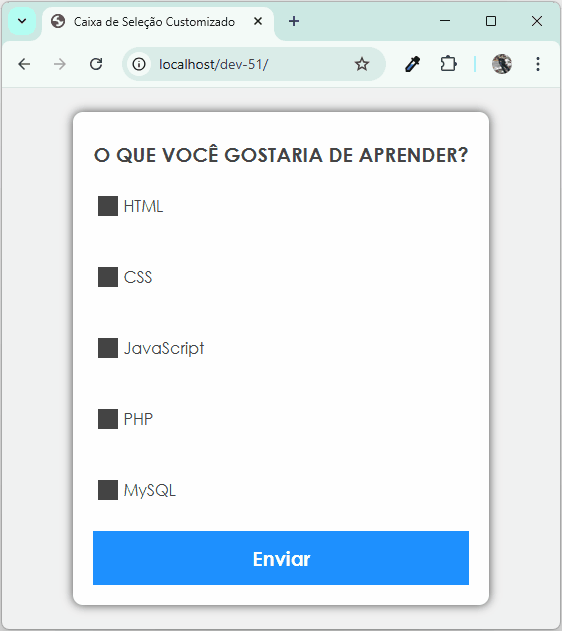 Caixa de Seleção Customizado
localhost/dev-51/
O QUE VOCÊ GOSTARIA DE APRENDER?
HTML
CSS
JavaScript
PHP
MySQL
Enviar